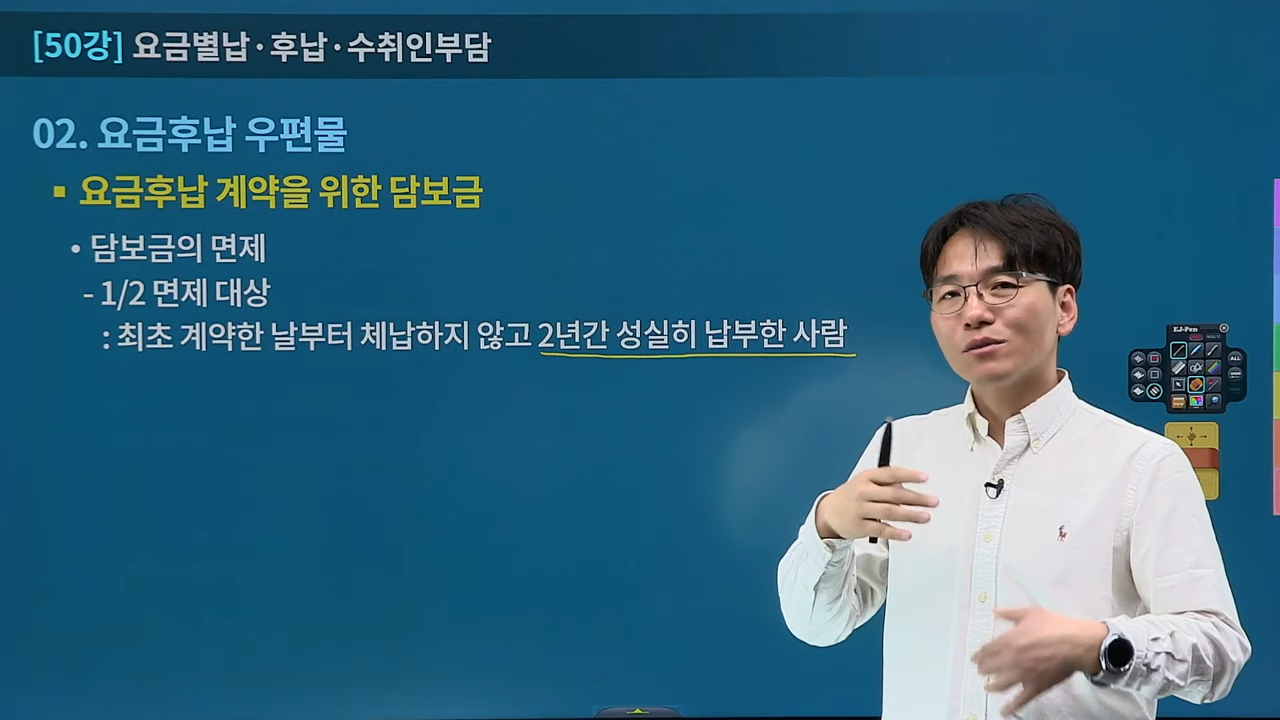 [50강] 요금별납·후납·수취인부담
02. 요금후납 우편물
▪ 요금후납 계약을 위한 담보금
• 담보금의 면제
- 1/2 면제 대상
: 최초 계약한 날부터 체납하지 않고 2년간 성실히 납부한 사람
EJ-Pen
ALL